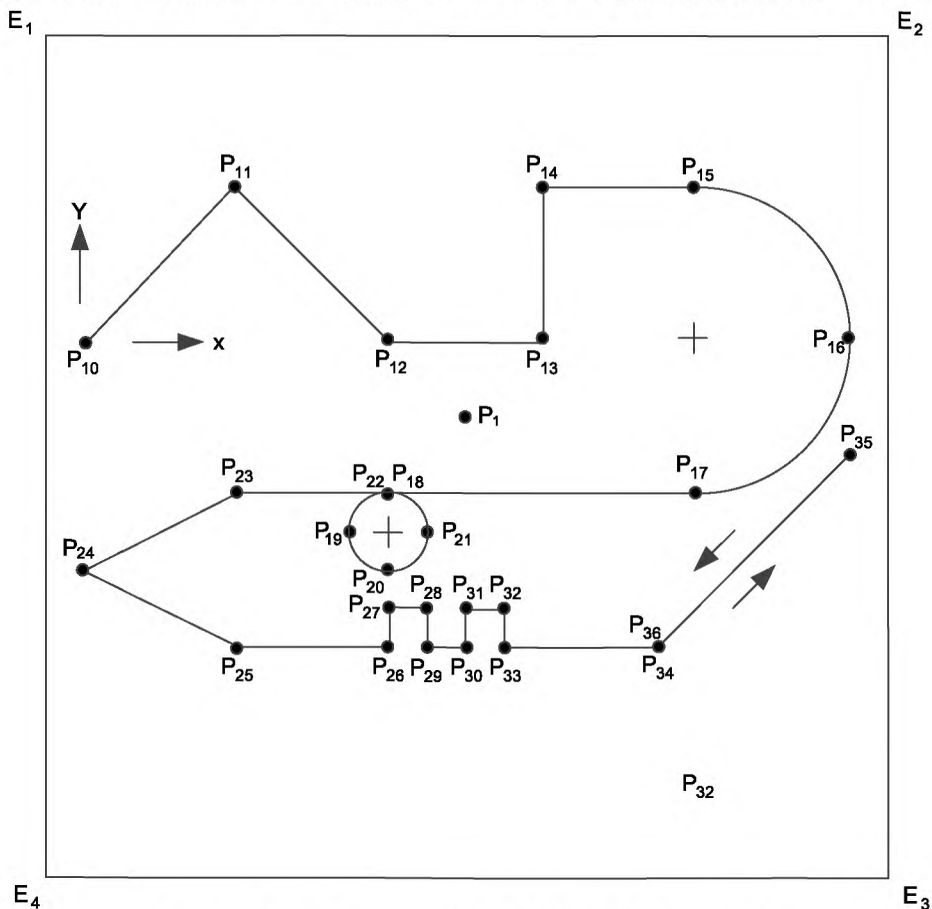 E₁ E₂
P₁₁ P₁₄ P₁₅
Y
x
P₁₀ P₁₂ P₁₃ P₁₆
P₁
P₃₅
P₂₃ P₂₂ P₁₈ P₁₇
P₁₉ P₂₁
P₂₄
P₂₀
P₂₇ P₂₈ P₃₁ P₃₂
P₃₆
P₂₅ P₂₆ P₂₉ P₃₀ P₃₃ P₃₄
P₃₂
E₄ E₃